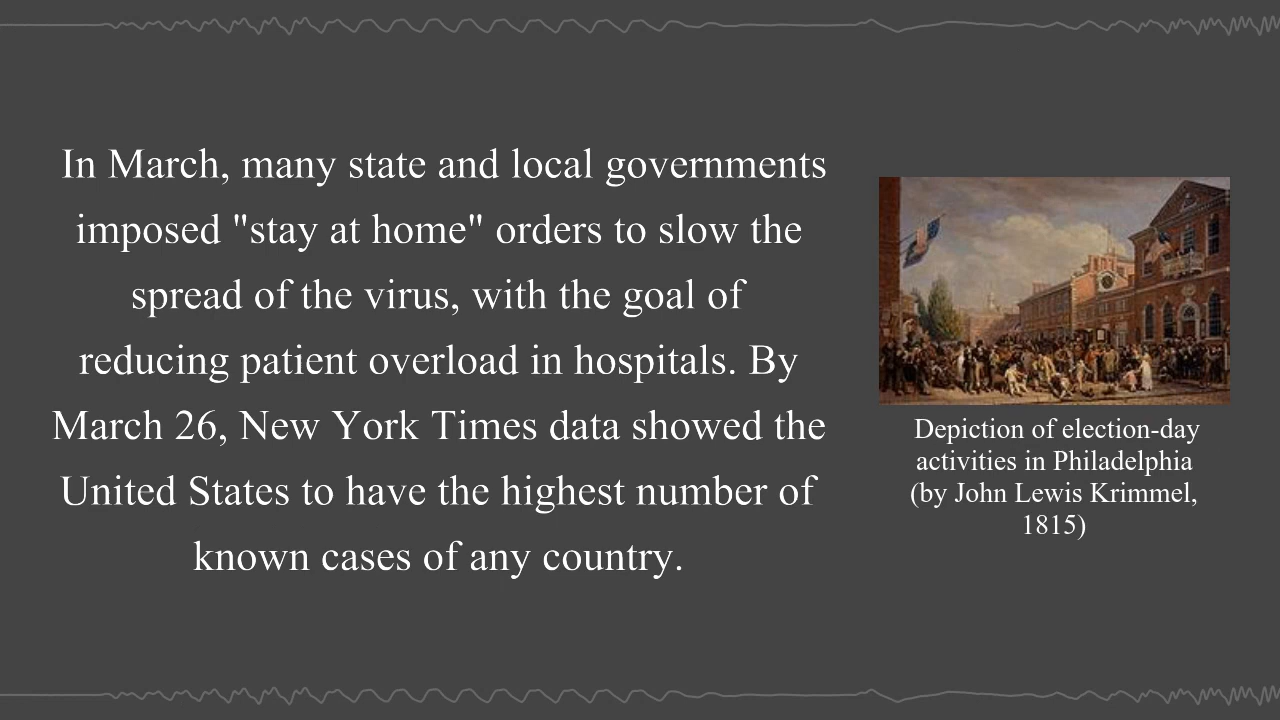 In March, many state and local governments
imposed "stay at home" orders to slow the
spread of the virus, with the goal of
reducing patient overload in hospitals. By
March 26, New York Times data showed the
United States to have the highest number of
known cases of any country.
Depiction of election-day
activities in Philadelphia
(by John Lewis Krimmel,
1815)